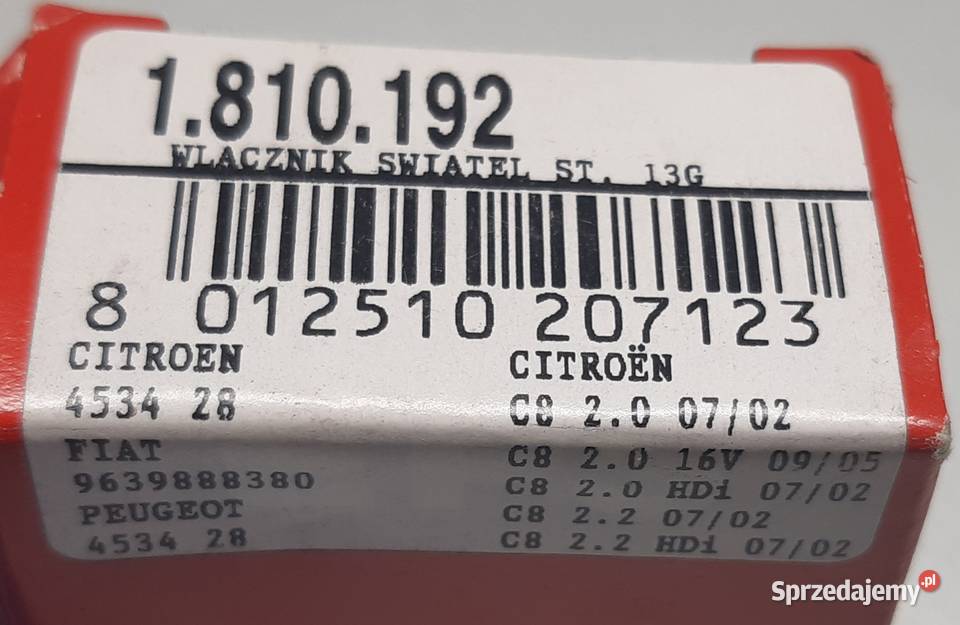 1.810.192
WLACZNIK SWIATEL ST. 13G
8 012510 207123
CITROEN
4534 28
FIAT
9639888380
PEUGEOT
4534 28
CITROËN
C8 2.0 07/02
C8 2.0 16V 09/05
C8 2.0 HDi 07/02
C8 2.2 07/02
C8 2.2 HDi 07/02
Sprzedajemy.pl